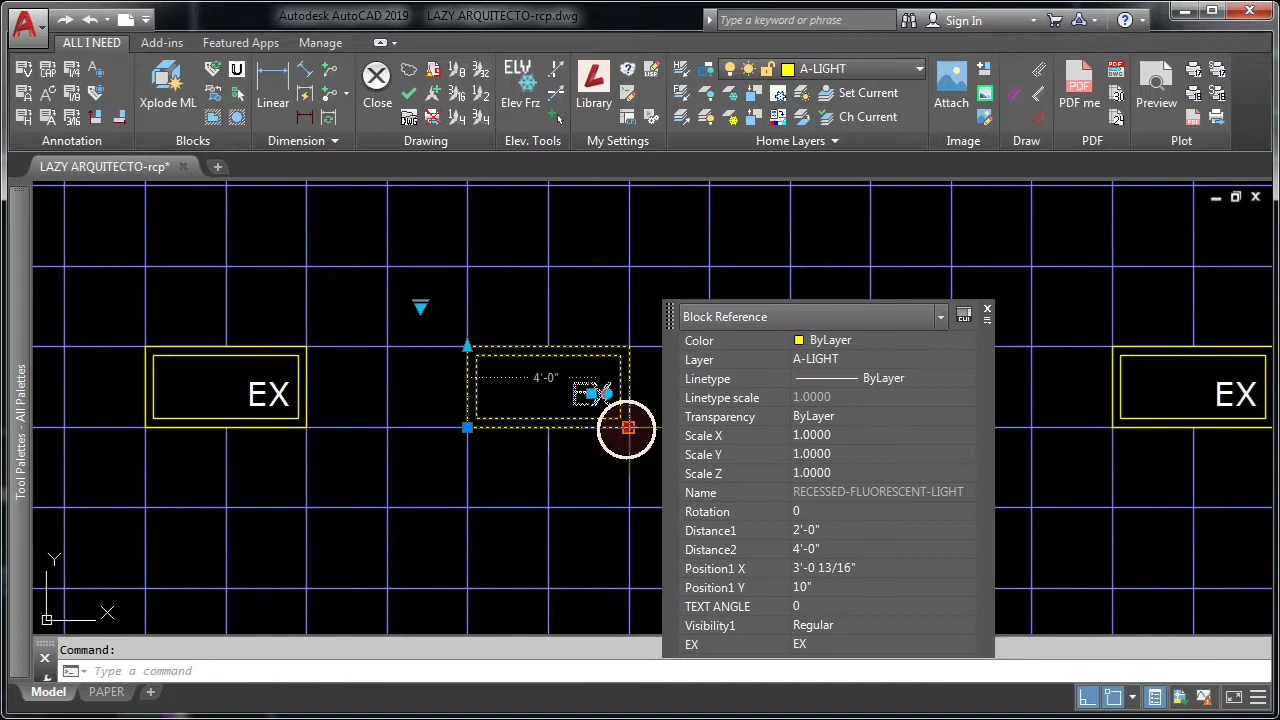 Autodesk AutoCAD 2019 LAZY ARQUITECTO-rcp.dwg
Type a keyword or phrase
Sign In
ALL I NEED
Add-ins
Featured Apps
Manage
Xplode ML
Linear
Close
ELV
Elev Frz
Library
A-LIGHT
Set Current
Ch Current
Attach
PDF me
Preview
Annotation
Blocks
Dimension
Drawing
Elev. Tools
My Settings
Home Layers
Image
Draw
PDF
Plot
LAZY ARQUITECTO-rcp*
Tool Palettes - All Palettes
EX
4'-0"
EX
EX
Block Reference
CUI
Color ByLayer
Layer A-LIGHT
Linetype ByLayer
Linetype scale 1.0000
Transparency ByLayer
Scale X 1.0000
Scale Y 1.0000
Scale Z 1.0000
Name RECESSED-FLUORESCENT-LIGHT
Rotation 0
Distance1 2'-0"
Distance2 4'-0"
Position1 X 3'-0 13/16"
Position1 Y 10"
TEXT ANGLE 0
Visibility1 Regular
EX EX
Y
X
Command:
Type a command
Model
PAPER